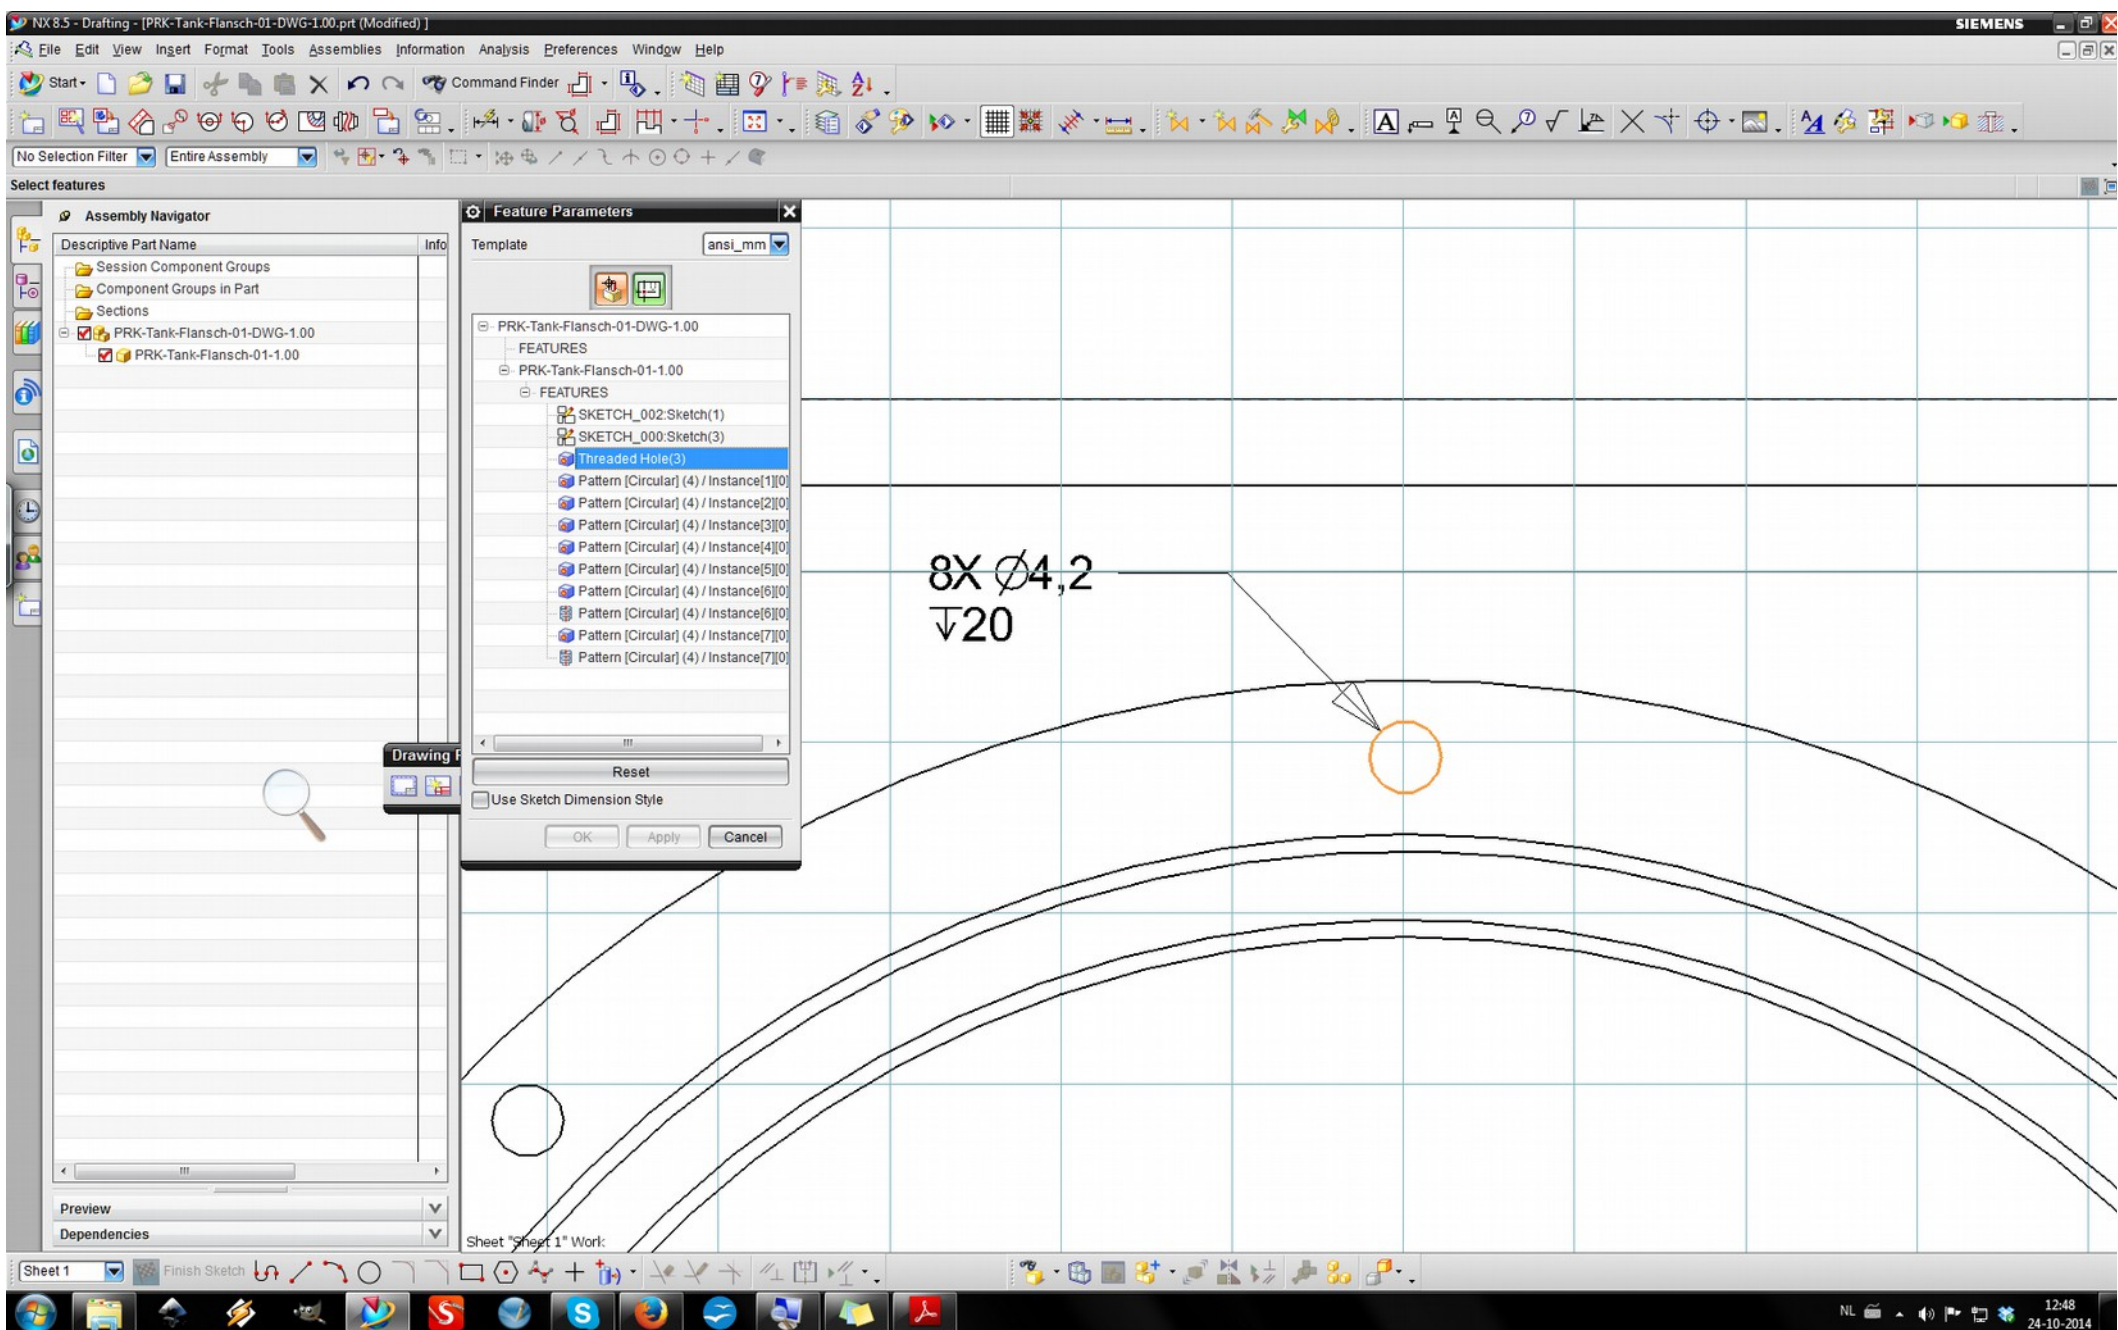 NX 8.5 - Drafting - [PRK-Tank-Flansch-01-DWG-1.00.prt (Modified) ]
SIEMENS
File Edit View Insert Format Tools Assemblies Information Analysis Preferences Window Help
Start
Command Finder
No Selection Filter
Entire Assembly
Select features
Assembly Navigator
Descriptive Part Name
Info
Session Component Groups
Component Groups in Part
Sections
PRK-Tank-Flansch-01-DWG-1.00
PRK-Tank-Flansch-01-1.00
Preview
Dependencies
Drawing
Feature Parameters
Template
ansi_mm
PRK-Tank-Flansch-01-DWG-1.00
FEATURES
PRK-Tank-Flansch-01-1.00
FEATURES
SKETCH_002:Sketch(1)
SKETCH_000:Sketch(3)
Threaded Hole(3)
Pattern [Circular] (4) / Instance[1][0]
Pattern [Circular] (4) / Instance[2][0]
Pattern [Circular] (4) / Instance[3][0]
Pattern [Circular] (4) / Instance[4][0]
Pattern [Circular] (4) / Instance[5][0]
Pattern [Circular] (4) / Instance[6][0]
Pattern [Circular] (4) / Instance[6][0]
Pattern [Circular] (4) / Instance[7][0]
Pattern [Circular] (4) / Instance[7][0]
Reset
Use Sketch Dimension Style
OK
Apply
Cancel
8X Ø4,2
↧20
Sheet "Sheet 1" Work
Sheet 1
Finish Sketch
NL
12:48
24-10-2014